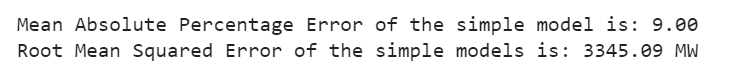 Mean Absolute Percentage Error of the simple model is: 9.00
Root Mean Squared Error of the simple models is: 3345.09 MW